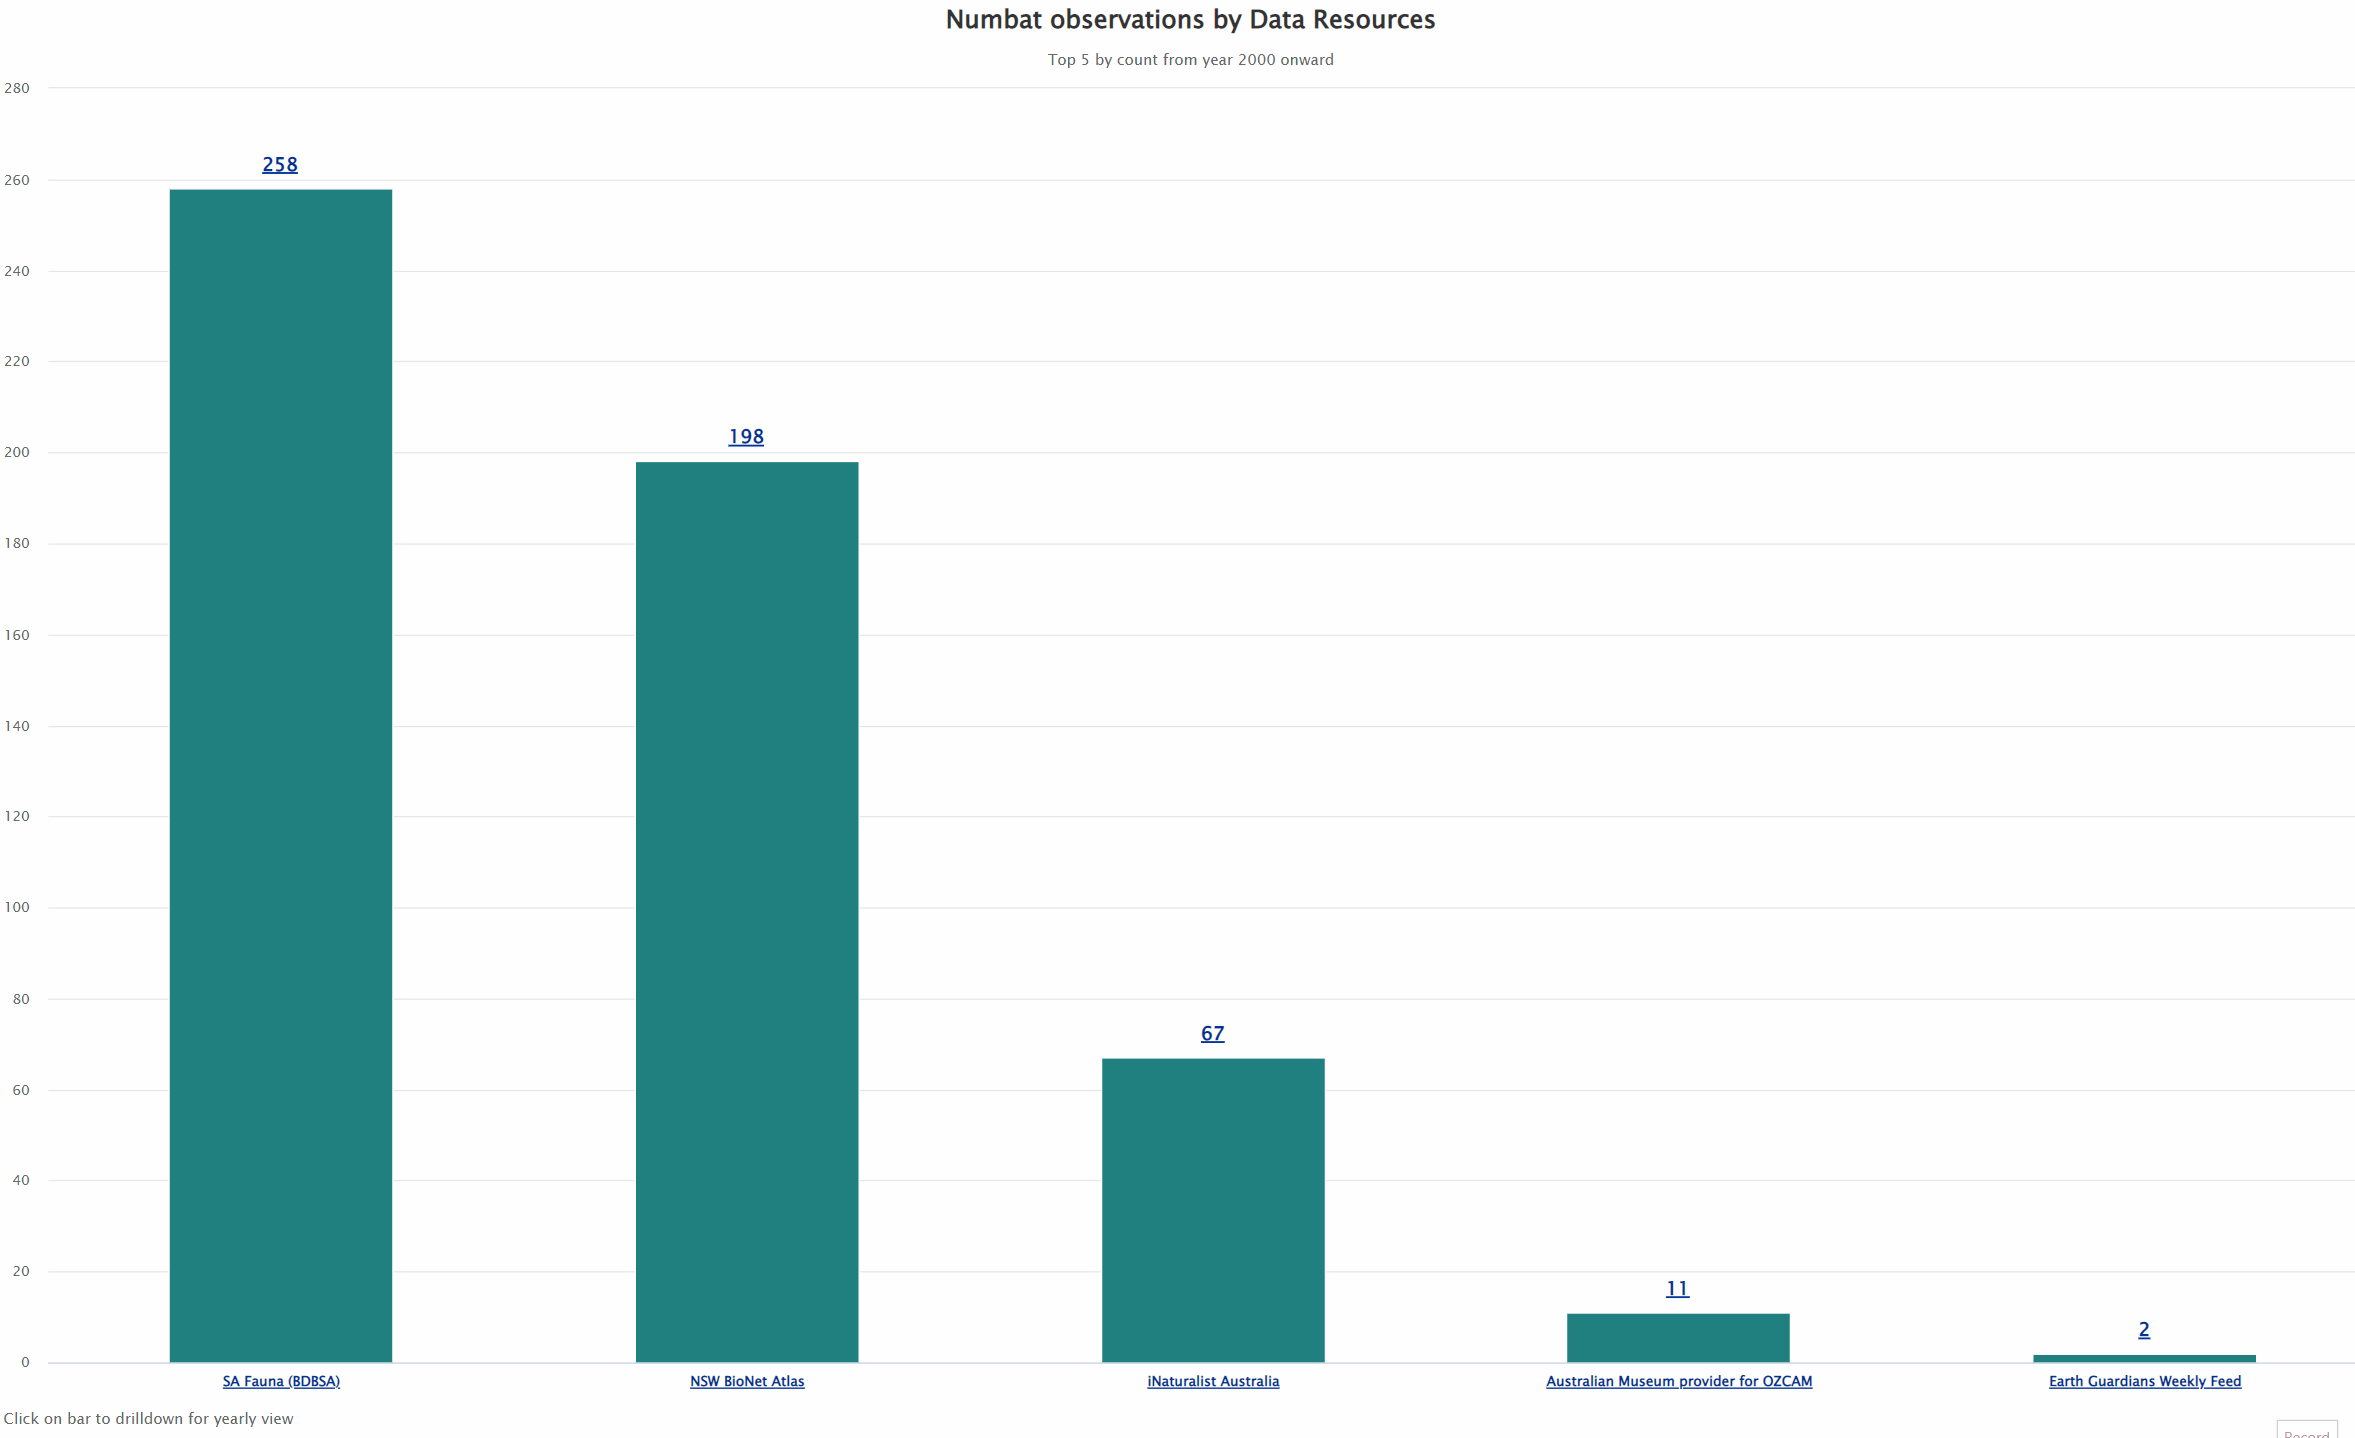 Numbat observations by Data Resources
Top 5 by count from year 2000 onward
280
260
240
220
200
180
160
140
120
100
80
60
40
20
0
258
198
67
11
2
SA Fauna (BDBSA)
NSW BioNet Atlas
iNaturalist Australia
Australian Museum provider for OZCAM
Earth Guardians Weekly Feed
Click on bar to drilldown for yearly view
Record